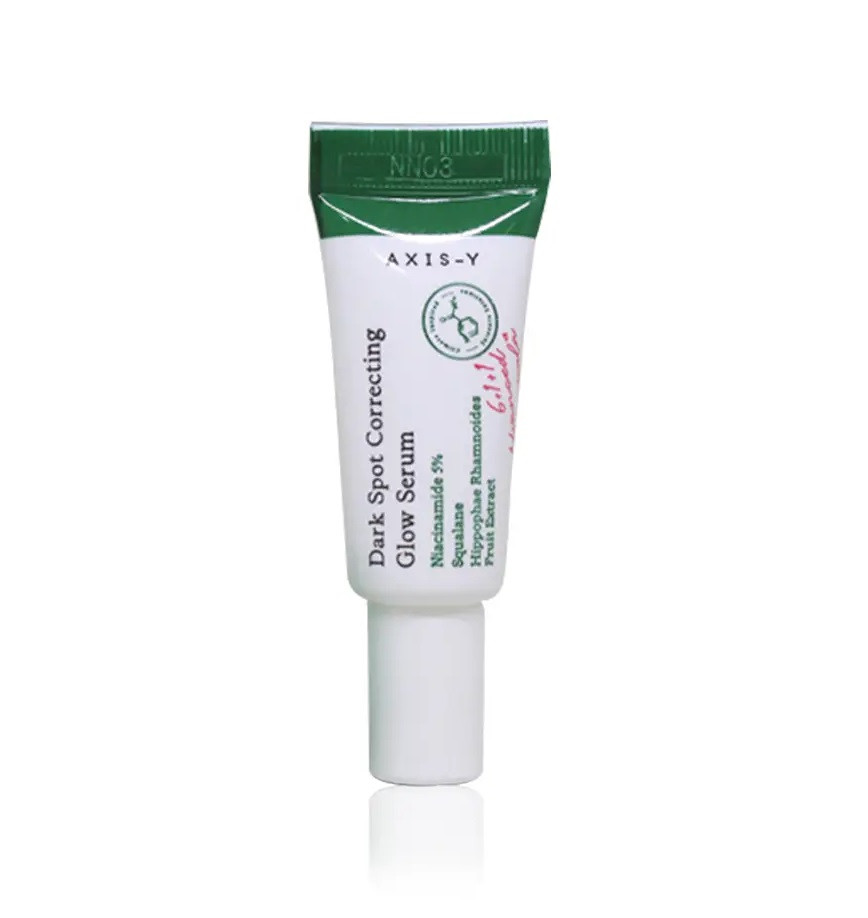 NN03
AXIS-Y
Dark Spot Correcting
Glow Serum
Niacinamide 5%
Squalane
Hippophae Rhamnoides
Fruit Extract
6+1+1